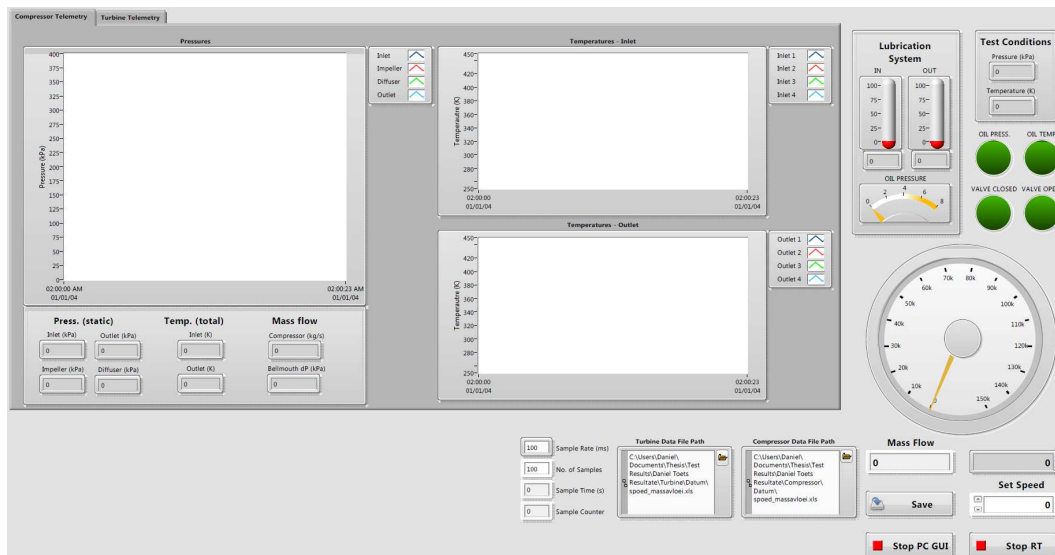 Compressor Telemetry
Turbine Telemetry
Pressures
400
375
350
325
300
275
250
225
200
175
150
125
100
75
50
25
0
Pressure (kPa)
02:00:00 AM
01/01/04
02:00:23 AM
01/01/04
Inlet
Impeller
Diffuser
Outlet
Temperatures - Inlet
450
420
400
380
360
340
320
300
280
250
Temperautre (K)
02:00:00
01/01/04
02:00:23
01/01/04
Inlet 1
Inlet 2
Inlet 3
Inlet 4
Temperatures - Outlet
450
420
400
380
360
340
320
300
280
250
Temperautre (K)
02:00:00
01/01/04
02:00:23
01/01/04
Outlet 1
Outlet 2
Outlet 3
Outlet 4
Press. (static)
Temp. (total)
Mass flow
Inlet (kPa)
Outlet (kPa)
Inlet (K)
Compressor (kg/s)
0
0
0
0
Impeller (kPa)
Diffuser (kPa)
Outlet (K)
Bellmouth dP (kPa)
0
0
0
0
Lubrication
System
IN
OUT
100
75
50
25
0
100
75
50
25
0
0
0
OIL PRESSURE
0
2
4
6
8
Test Conditions
Pressure (kPa)
0
Temperature (K)
0
OIL PRESS.
OIL TEMP
VALVE CLOSED
VALVE OPE
0
10k
20k
30k
40k
50k
60k
70k
80k
90k
100k
110k
120k
130k
140k
150k
100
Sample Rate (ms)
100
No. of Samples
0
Sample Time (s)
0
Sample Counter
Turbine Data File Path
C:\Users\Daniel\
Documents\Thesis\Test
Results\Daniel Toets
Resultate\Turbine\Datum\
spoed_massavloei.xls
Compressor Data File Path
C:\Users\Daniel\
Documents\Thesis\Test
Results\Daniel Toets
Resultate\Compressor\
Datum\
spoed_massavloei.xls
Mass Flow
0
0
Set Speed
0
Save
Stop PC GUI
Stop RT